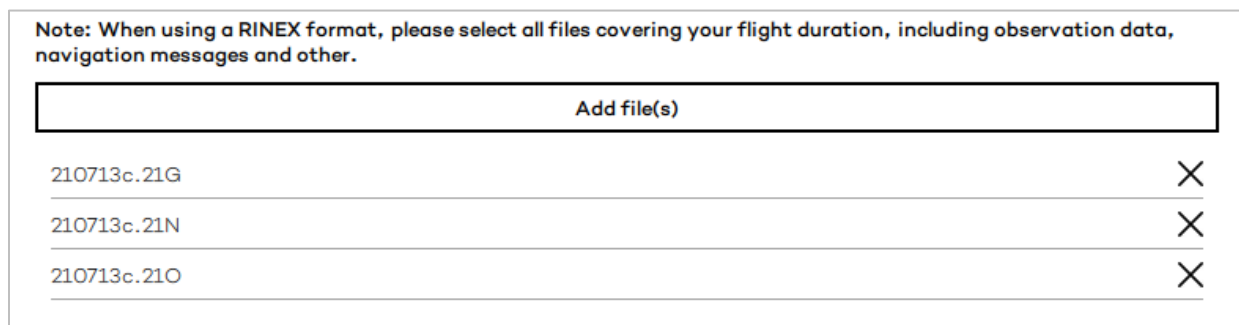 Note: When using a RINEX format, please select all files covering your flight duration, including observation data,
navigation messages and other.
Add file(s)
210713c.21G
210713c.21N
210713c.21O